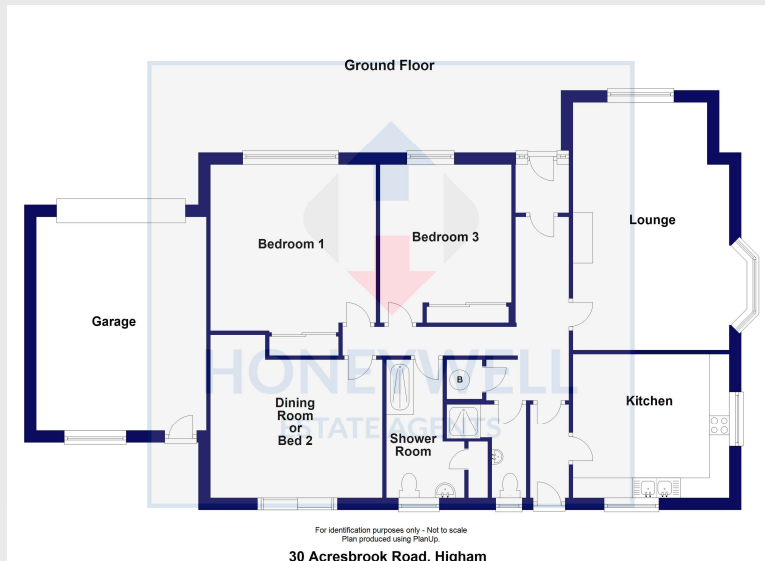 Ground Floor
Bedroom 1
Bedroom 3
Lounge
Garage
HONEYWELL
ESTATE AGENTS
Dining
Room
or
Bed 2
Shower
Room
B
Kitchen
For identification purposes only - Not to scale
Plan produced using PlanUp.
30 Acresbrook Road, Higham